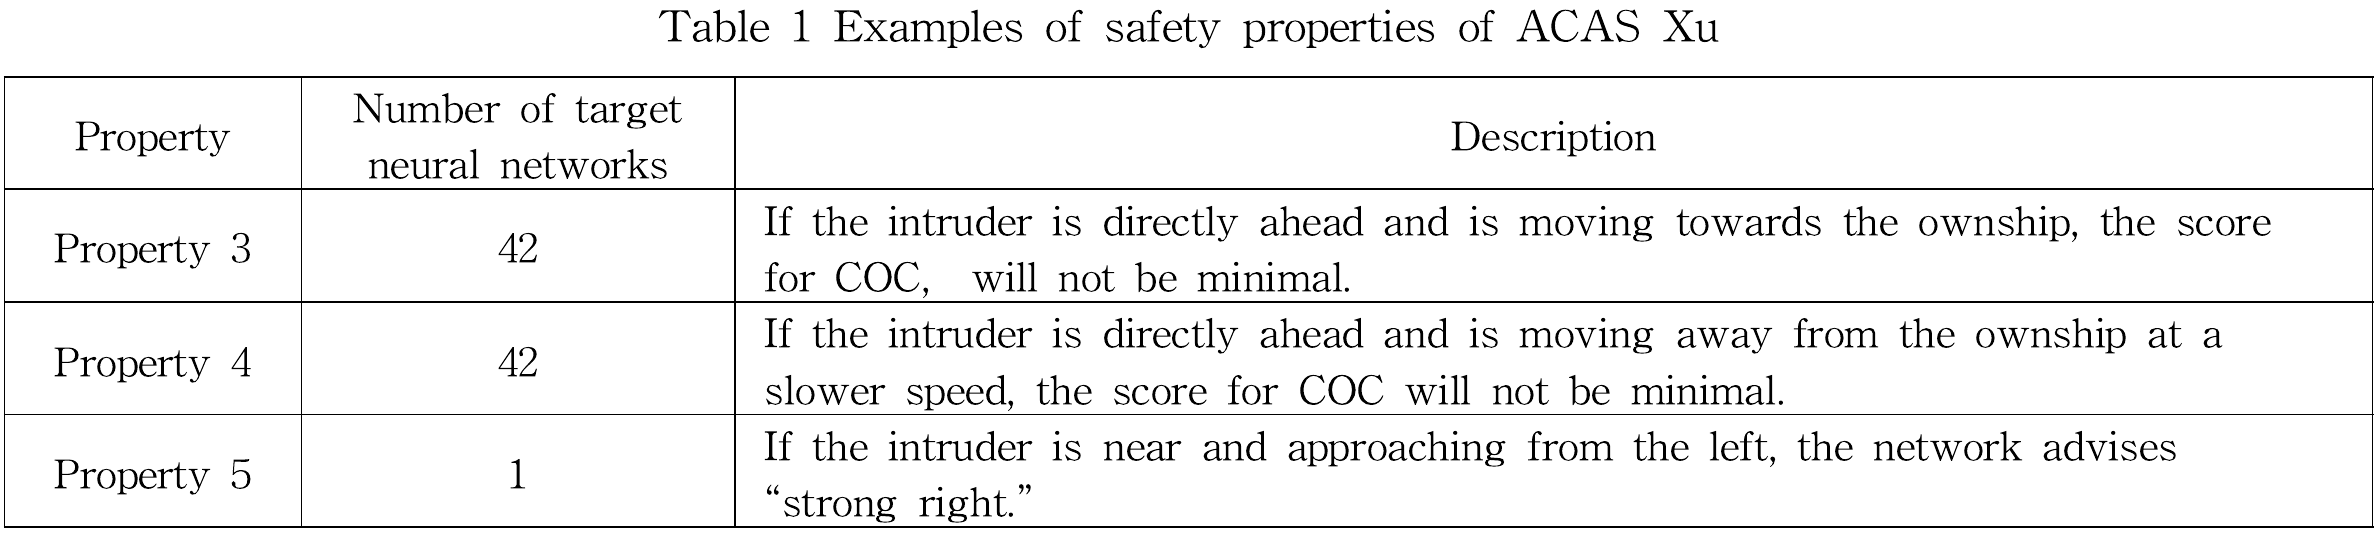 Table 1 Examples of safety properties of ACAS Xu
Property
Number of target
neural networks
Description
Property 3
42
If the intruder is directly ahead and is moving towards the ownship, the score
for COC,  will not be minimal.
Property 4
42
If the intruder is directly ahead and is moving away from the ownship at a
slower speed, the score for COC will not be minimal.
Property 5
1
If the intruder is near and approaching from the left, the network advises
“strong right.”